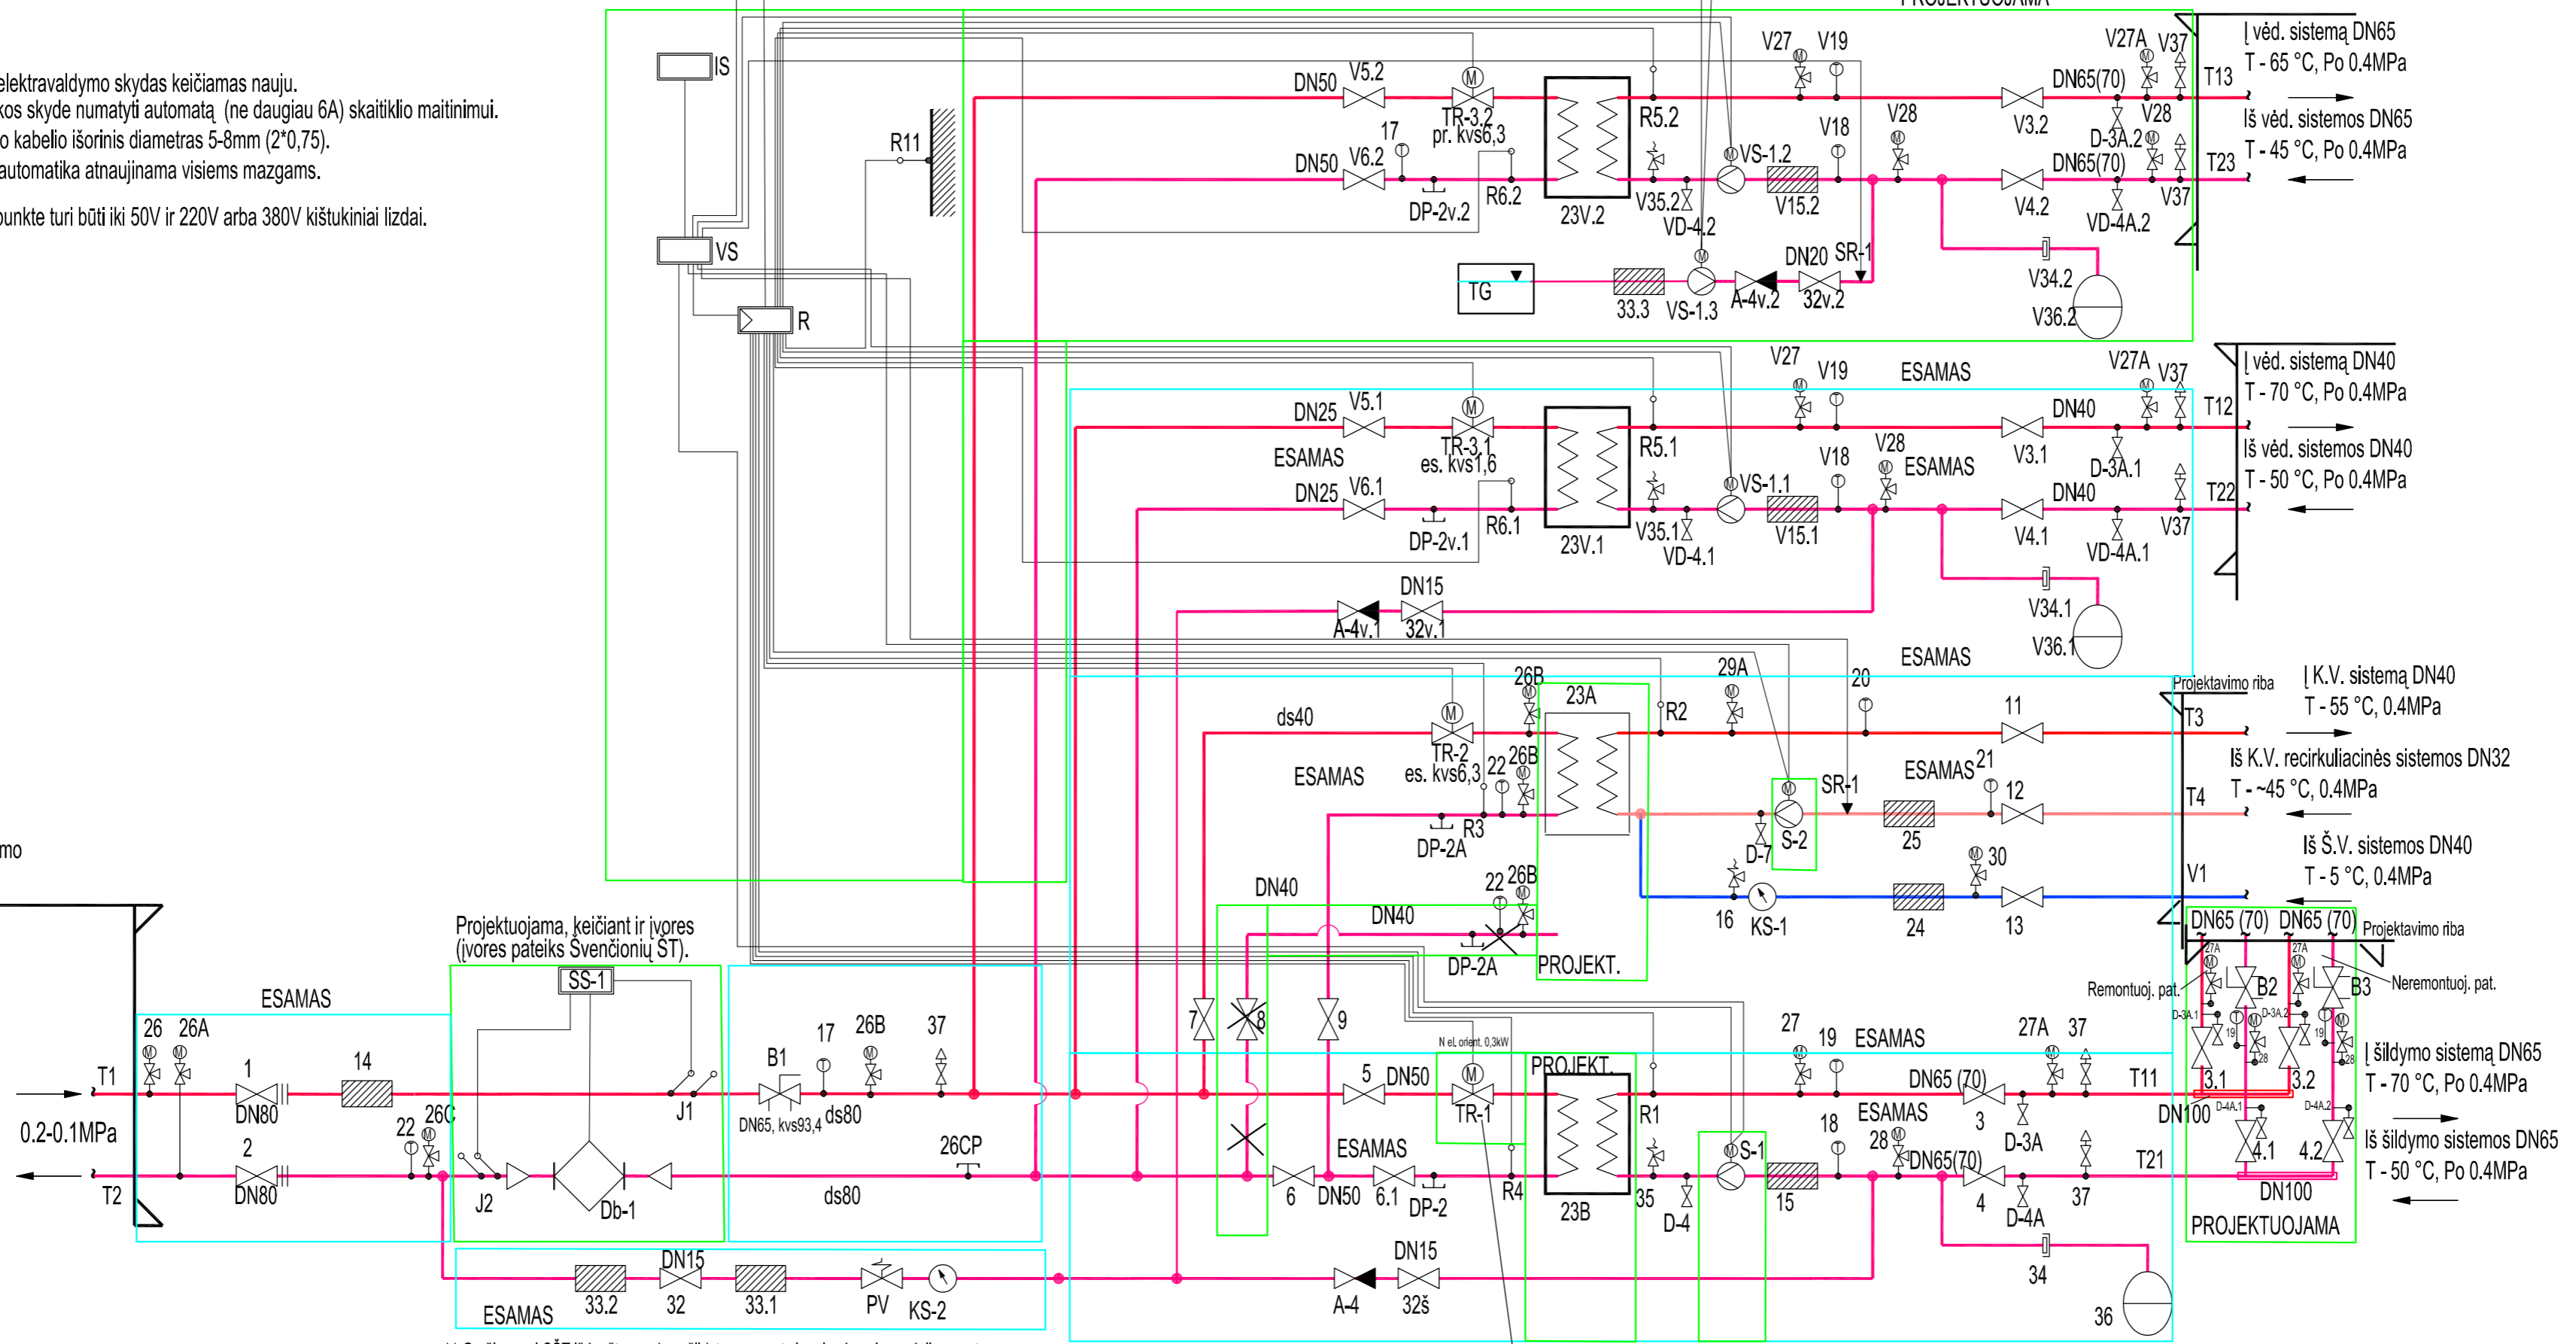 PROJEKTUOJAMA
elektravaldymo skydas keičiamas nauju.
kos skyde numatyti automatą (ne daugiau 6A) skaitiklio maitinimui.
o kabelio išorinis diametras 5-8mm (2*0,75).
automatika atnaujinama visiems mazgams.
punkte turi būti iki 50V ir 220V arba 380V kištukiniai lizdai.
IS
VS
R
R11
DN50
V5.2
M
TR-3.2
pr. kvs6,3
R5.2
V27
V19
V3.2
DN65(70)
V27A
V37
T13
Į vėd. sistemą DN65
T - 65 °C, Po 0.4MPa
DN50
V6.2
17
DP-2v.2
R6.2
23V.2
V35.2
VD-4.2
VS-1.2
V15.2
V18
V28
V4.2
D-3A.2
V28
DN65(70)
VD-4A.2
V37
T23
Iš vėd. sistemos DN65
T - 45 °C, Po 0.4MPa
TG
33.3
VS-1.3
A-4v.2
DN20
32v.2
SR-1
V34.2
V36.2
DN25
V5.1
M
TR-3.1
es. kvs1,6
R5.1
V27
V19
ESAMAS
V3.1
DN40
V27A
V37
T12
Į vėd. sistemą DN40
T - 70 °C, Po 0.4MPa
ESAMAS
DN25
V6.1
DP-2v.1
R6.1
23V.1
V35.1
VD-4.1
VS-1.1
V15.1
V18
V28
ESAMAS
V4.1
D-3A.1
DN40
VD-4A.1
V37
T22
Iš vėd. sistemos DN40
T - 50 °C, Po 0.4MPa
A-4v.1
DN15
32v.1
V34.1
V36.1
ESAMAS
ds40
M
TR-2
es. kvs6,3
26B
23A
R2
29A
20
11
Projektavimo riba
T3
Į K.V. sistemą DN40
T - 55 °C, 0.4MPa
ESAMAS
DP-2A
R3
22
26B
D-7
S-2
SR-1
25
ESAMAS
21
12
T4
Iš K.V. recirkuliacinės sistemos DN32
T - ~45 °C, 0.4MPa
DN40
DN40
22
26B
DP-2A
PROJEKT.
16
KS-1
24
30
13
V1
Iš Š.V. sistemos DN40
T - 5 °C, 0.4MPa
mo
Projektuojama, keičiant ir įvores
(įvores pateiks Švenčionių ŠT).
SS-1
ESAMAS
26
26A
1
DN80
14
T1
0.2-0.1MPa
T2
2
DN80
22
26C
J1
J2
Db-1
B1
DN65, kvs93,4
17
26B
37
ds80
26CP
ds80
7
8
9
5
DN50
N el. orient. 0,3kW
M
TR-1
PROJEKT.
R1
27
19
ESAMAS
DN65 (70)
3
D-3A
27A
37
T11
6
ESAMAS
DN50
6.1
DP-2
R4
23B
35
D-4
S-1
15
18
ESAMAS
28
DN65(70)
4
D-4A
37
T21
DN65 (70)
DN65 (70)
Projektavimo riba
27A
27A
Remontuoj. pat.
B2
B3
Neremontuoj. pat.
D-3A.1
D-3A.2
19
28
19
28
3.1
3.2
DN100
D-4A.1
D-4A.2
4.1
4.2
DN100
PROJEKTUOJAMA
Į šildymo sistemą DN65
T - 70 °C, Po 0.4MPa
Iš šildymo sistemos DN65
T - 50 °C, Po 0.4MPa
ESAMAS
33.2
DN15
32
33.1
PV
KS-2
A-4
DN15
32š
34
36